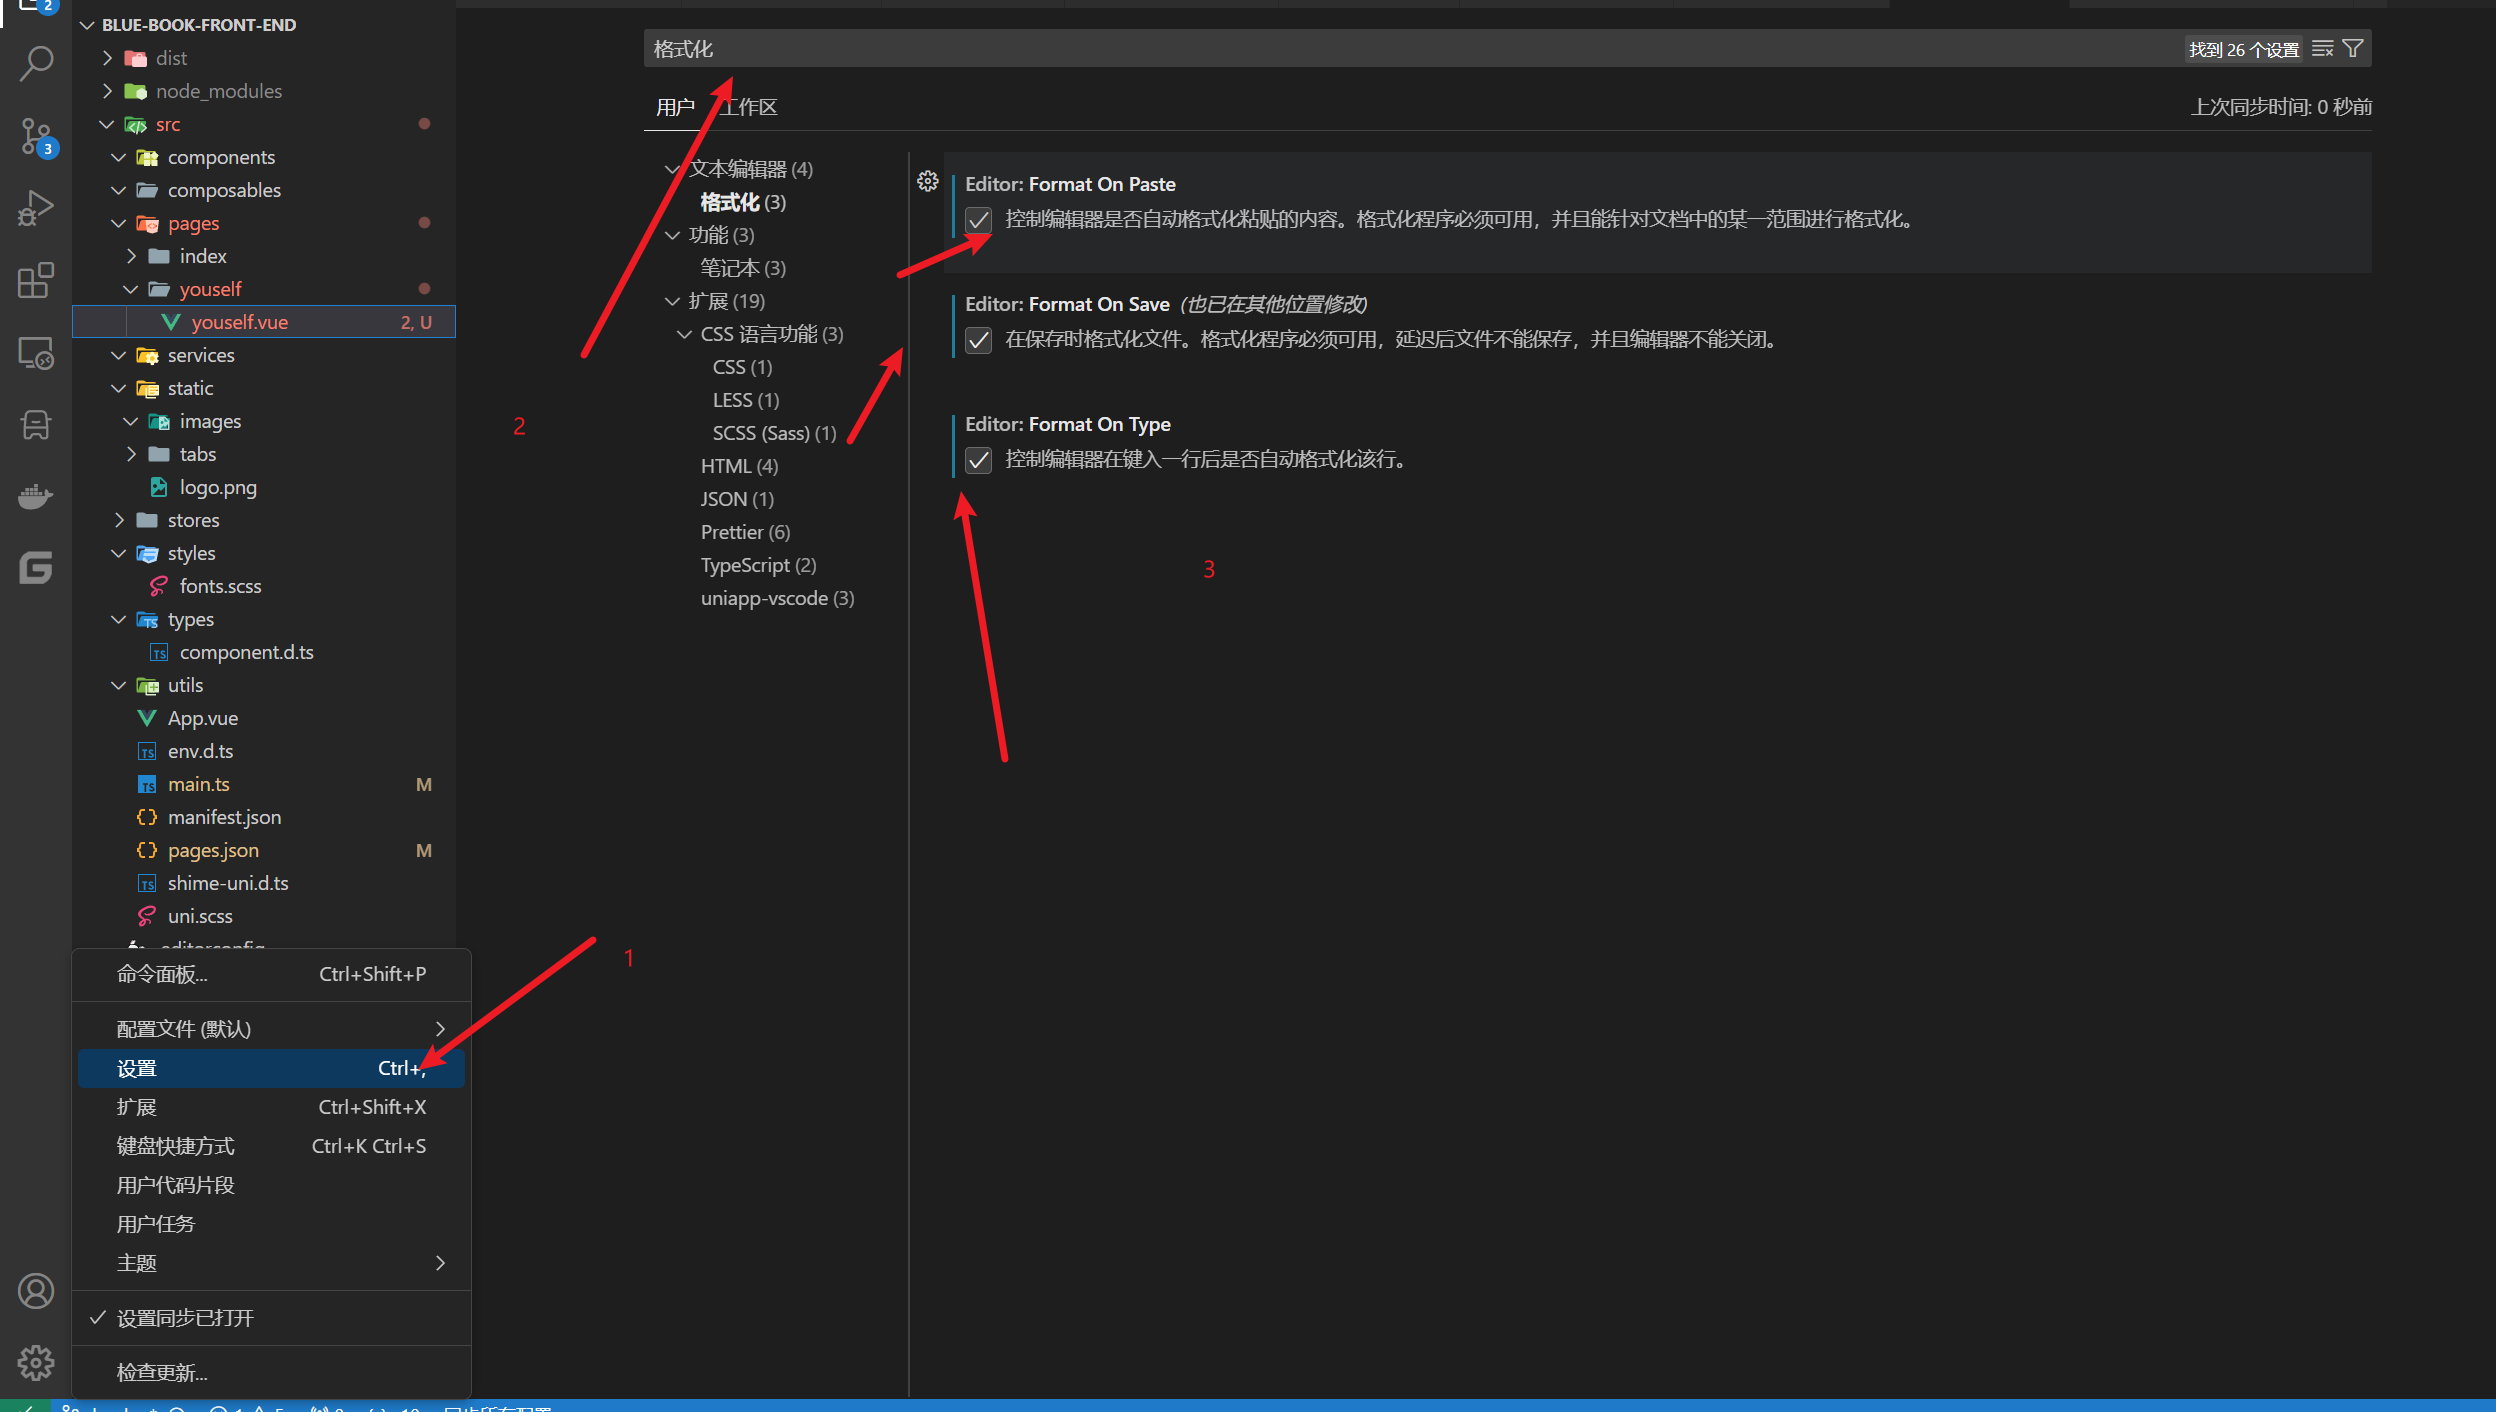 2
BLUE-BOOK-FRONT-END
dist
node_modules
src
3
components
composables
pages
index
youself
youself.vue 2, U
services
static
images
tabs
logo.png
stores
styles
fonts.scss
types
component.d.ts
utils
App.vue
env.d.ts
main.ts M
manifest.json
pages.json M
shime-uni.d.ts
uni.scss
命令面板... Ctrl+Shift+P
配置文件 (默认)
设置 Ctrl+,
扩展 Ctrl+Shift+X
键盘快捷方式 Ctrl+K Ctrl+S
用户代码片段
用户任务
主题
设置同步已打开
检查更新...
格式化 找到 26 个设置
用户 工作区 上次同步时间: 0 秒前
文本编辑器 (4)
格式化 (3)
功能 (3)
笔记本 (3)
扩展 (19)
CSS 语言功能 (3)
CSS (1)
LESS (1)
SCSS (Sass) (1)
HTML (4)
JSON (1)
Prettier (6)
TypeScript (2)
uniapp-vscode (3)
Editor: Format On Paste
控制编辑器是否自动格式化粘贴的内容。格式化程序必须可用，并且能针对文档中的某一范围进行格式化。
Editor: Format On Save (也已在其他位置修改)
在保存时格式化文件。格式化程序必须可用，延迟后文件不能保存，并且编辑器不能关闭。
Editor: Format On Type
控制编辑器在键入一行后是否自动格式化该行。
2
3
1